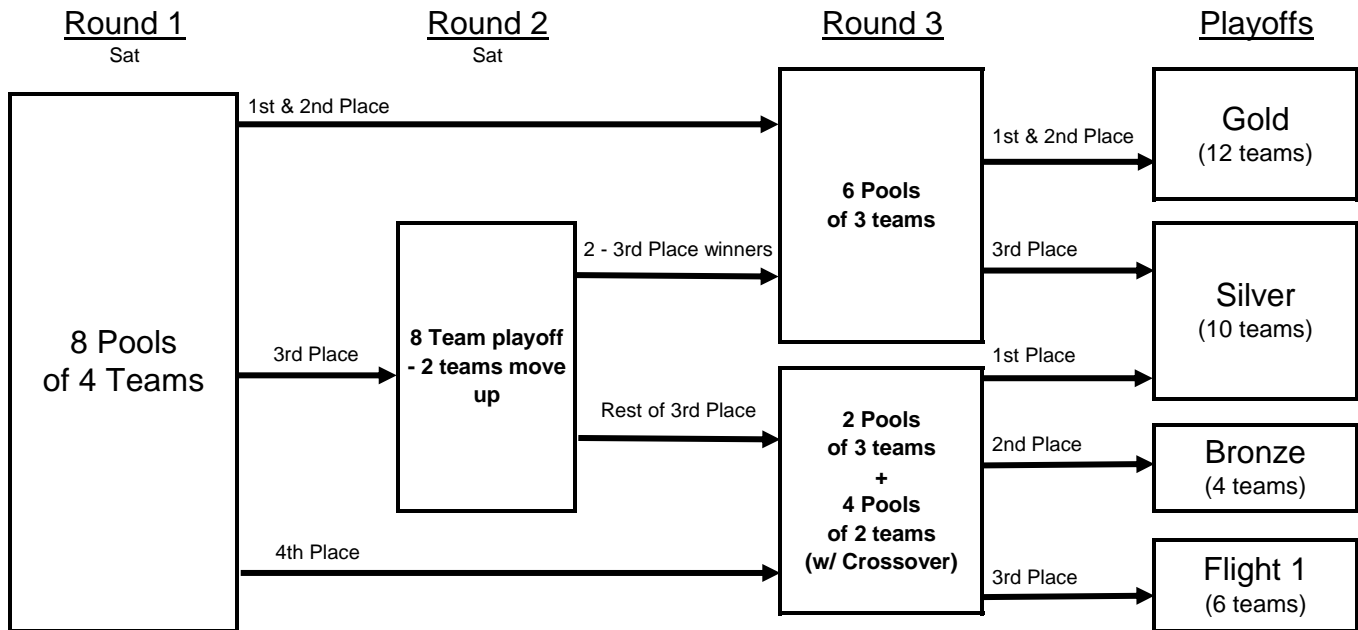 Round 1
Sat
Round 2
Sat
Round 3
Playoffs
1st & 2nd Place
8 Pools
of 4 Teams
3rd Place
4th Place
8 Team playoff
- 2 teams move
up
2 - 3rd Place winners
Rest of 3rd Place
6 Pools
of 3 teams
2 Pools
of 3 teams
+
4 Pools
of 2 teams
(w/ Crossover)
1st & 2nd Place
3rd Place
1st Place
2nd Place
3rd Place
Gold
(12 teams)
Silver
(10 teams)
Bronze
(4 teams)
Flight 1
(6 teams)